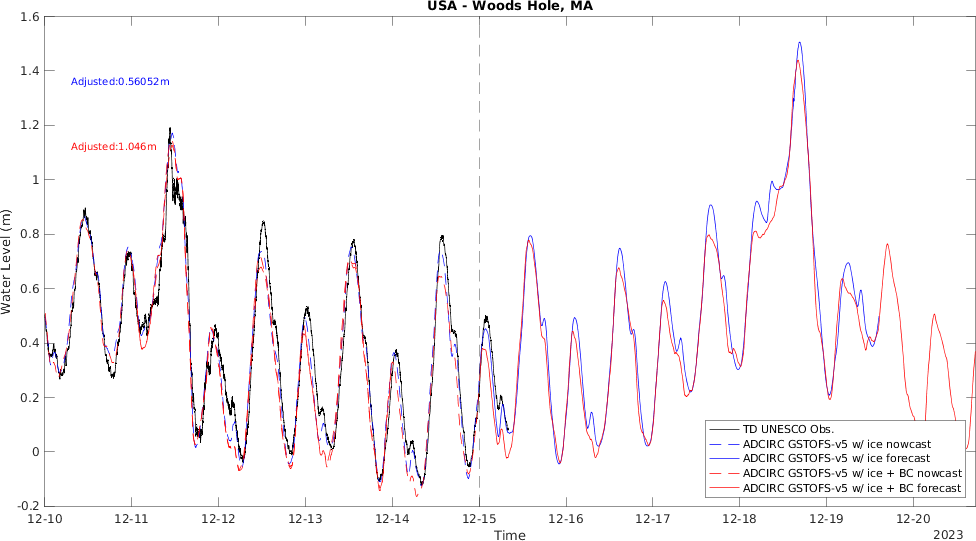 USA - Woods Hole, MA
1.6
1.4
1.2
1
0.8
0.6
0.4
0.2
0
-0.2
Water Level (m)
Adjusted:0.56052m
Adjusted:1.046m
TD UNESCO Obs.
ADCIRC GSTOFS-v5 w/ ice nowcast
ADCIRC GSTOFS-v5 w/ ice forecast
ADCIRC GSTOFS-v5 w/ ice + BC nowcast
ADCIRC GSTOFS-v5 w/ ice + BC forecast
12-10 12-11 12-12 12-13 12-14 12-15 12-16 12-17 12-18 12-19 12-20
Time
2023